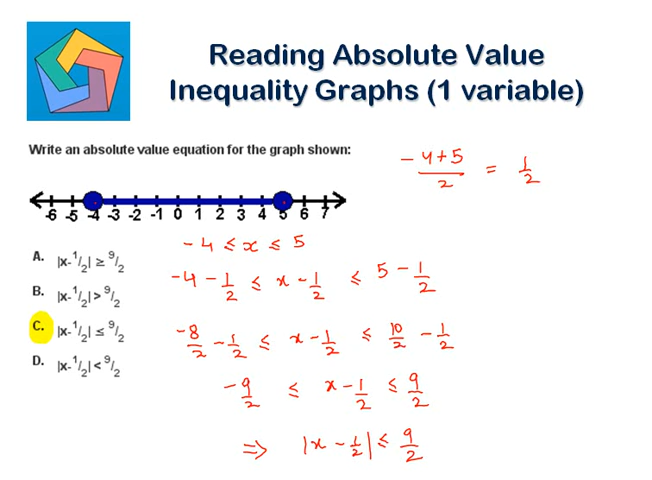 Reading Absolute Value
Inequality Graphs (1 variable)
Write an absolute value equation for the graph shown:
-4+5/2 = 1/2
-6 -5 -4 -3 -2 -1 0 1 2 3 4 5 6 7
-4 ≤ x ≤ 5
A. |x-1/2| ≥ 9/2
-4 - 1/2 ≤ x - 1/2 ≤ 5 - 1/2
B. |x-1/2| > 9/2
C. |x-1/2| ≤ 9/2
-8/2 - 1/2 ≤ x - 1/2 ≤ 10/2 - 1/2
D. |x-1/2| < 9/2
-9/2 ≤ x - 1/2 ≤ 9/2
⇒ |x - 1/2| ≤ 9/2